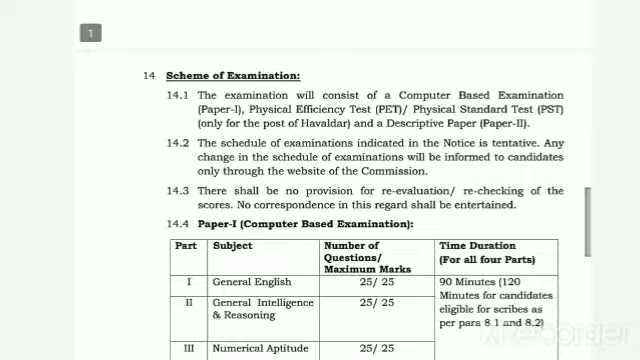 1
14 Scheme of Examination:
14.1 The examination will consist of a Computer Based Examination
(Paper-I), Physical Efficiency Test (PET)/ Physical Standard Test (PST)
(only for the post of Havaldar) and a Descriptive Paper (Paper-II).
14.2 The schedule of examinations indicated in the Notice is tentative. Any
change in the schedule of examinations will be informed to candidates
only through the website of the Commission.
14.3 There shall be no provision for re-evaluation/ re-checking of the
scores. No correspondence in this regard shall be entertained.
14.4 Paper-I (Computer Based Examination):
Part Subject Number of Questions/ Maximum Marks Time Duration (For all four Parts)
I General English 25/ 25 90 Minutes (120
Minutes for candidates
eligible for scribes as
per para 8.1 and 8.2)
II General Intelligence & Reasoning 25/ 25
III Numerical Aptitude 25/ 25